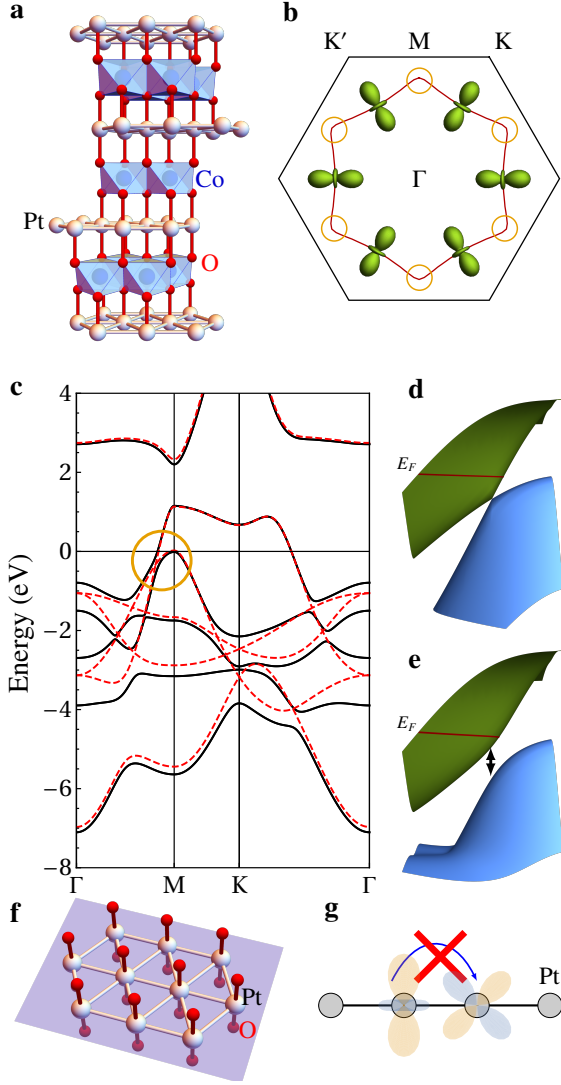 a
Co
Pt
O
b
K′ M K
Γ
c
4
2
0
−2
−4
−6
−8
Energy (eV)
Γ M K Γ
d
E_F
e
E_F
f
Pt
O
g
Pt